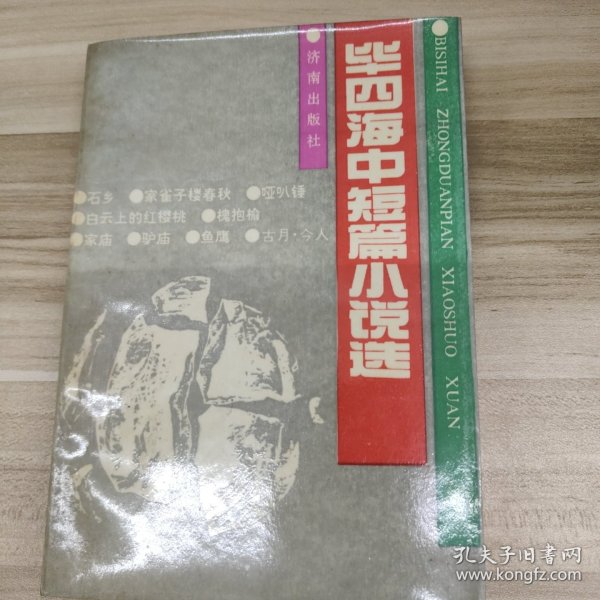 毕四海中短篇小说选
BISIHAI ZHONGDUANPIAN XIAOSHUO XUAN
济南出版社
●石乡 ●家雀子楼春秋 ●哑叭锤
●白云上的红樱桃 ●槐抱榆
●家庙 ●驴庙 ●鱼鹰 ●古月·今人
孔夫子旧书网
www.kongfz.com